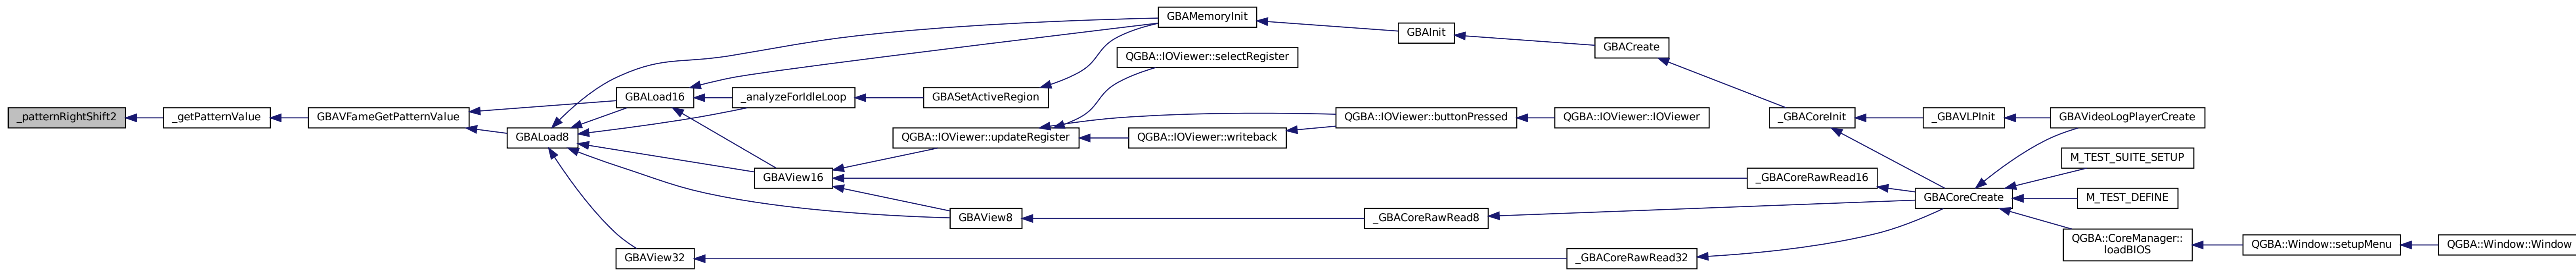 _patternRightShift2
_getPatternValue
GBAVFameGetPatternValue
GBALoad16
GBALoad8
_analyzeForIdleLoop
GBASetActiveRegion
GBAMemoryInit
GBAInit
GBACreate
QGBA::IOViewer::selectRegister
QGBA::IOViewer::updateRegister
QGBA::IOViewer::writeback
QGBA::IOViewer::buttonPressed
QGBA::IOViewer::IOViewer
GBAView16
GBAView8
GBAView32
_GBACoreRawRead16
_GBACoreRawRead8
_GBACoreRawRead32
_GBACoreInit
_GBAVLPInit
GBAVideoLogPlayerCreate
GBACoreCreate
M_TEST_SUITE_SETUP
M_TEST_DEFINE
QGBA::CoreManager::
loadBIOS
QGBA::Window::setupMenu
QGBA::Window::Window